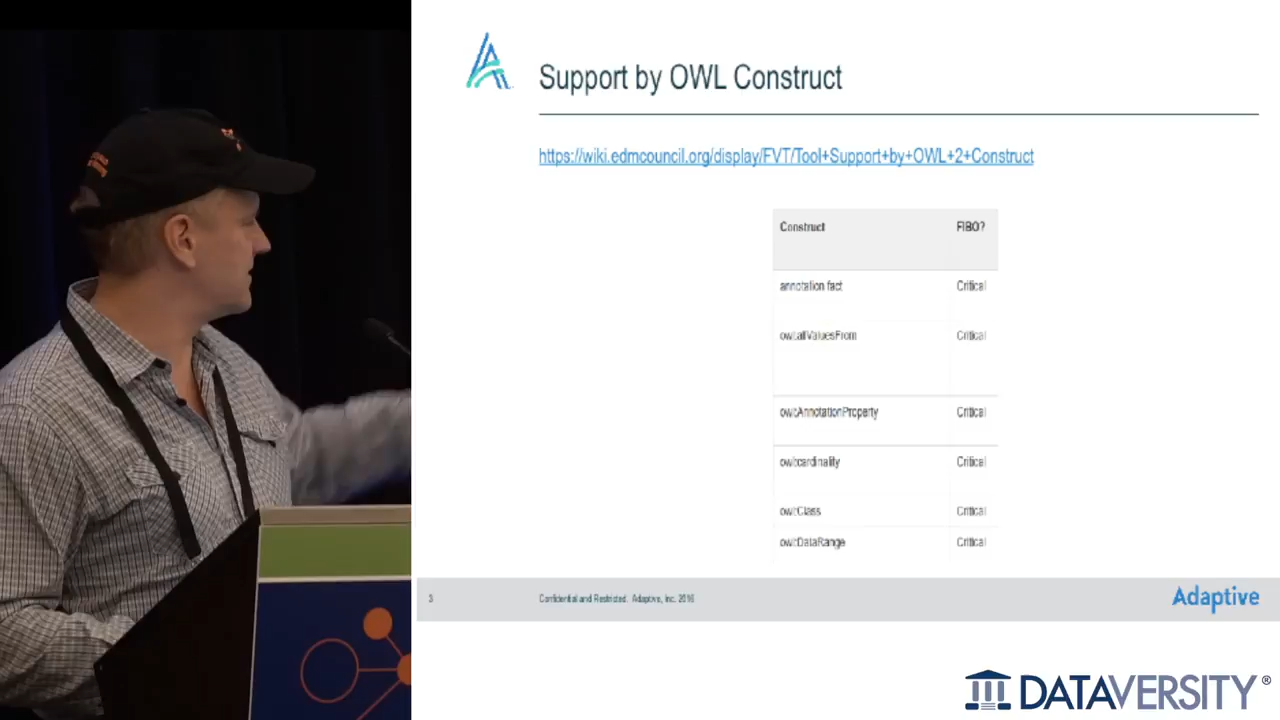 Support by OWL Construct
https://wiki.edmcouncil.org/display/FVT/Tool+Support+by+OWL+2+Construct
Construct FIBO?
annotation fact Critical
owl:allValuesFrom Critical
owl:AnnotationProperty Critical
owl:cardinality Critical
owl:Class Critical
owl:DataRange Critical
3 Confidential and Restricted. Adaptive, Inc. 2016 Adaptive
DATAVERSITY®